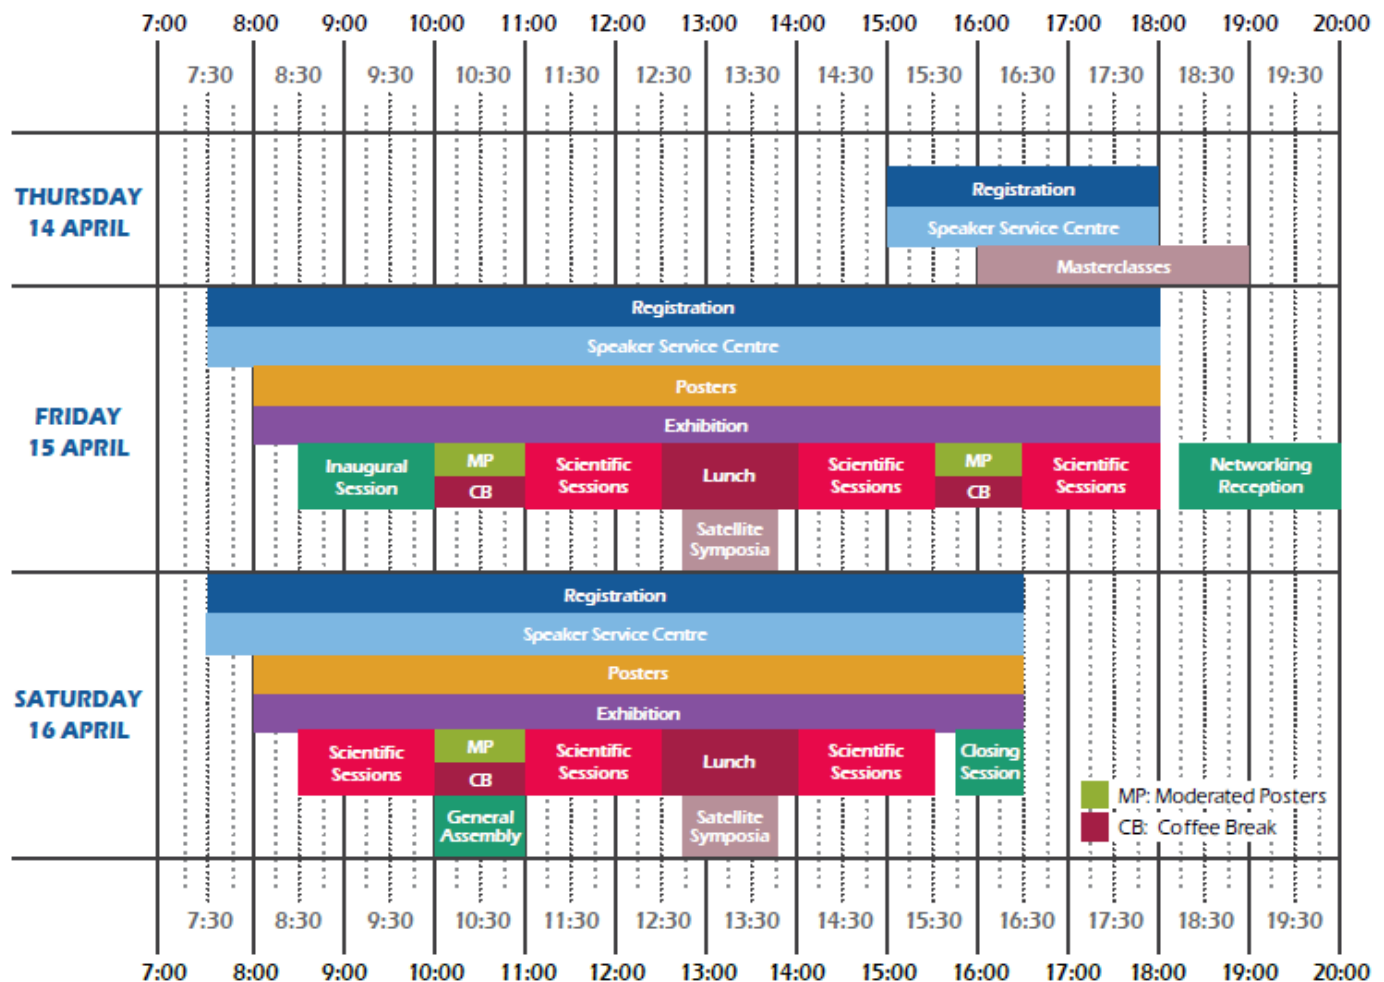 7:00 8:00 9:00 10:00 11:00 12:00 13:00 14:00 15:00 16:00 17:00 18:00 19:00 20:00
7:30 8:30 9:30 10:30 11:30 12:30 13:30 14:30 15:30 16:30 17:30 18:30 19:30
THURSDAY
14 APRIL
Registration
Speaker Service Centre
Masterclasses
FRIDAY
15 APRIL
Registration
Speaker Service Centre
Posters
Exhibition
Inaugural
Session
MP
CB
Scientific
Sessions
Lunch
Satellite
Symposia
Scientific
Sessions
MP
CB
Scientific
Sessions
Networking
Reception
SATURDAY
16 APRIL
Registration
Speaker Service Centre
Posters
Exhibition
Scientific
Sessions
MP
CB
General
Assembly
Scientific
Sessions
Lunch
Satellite
Symposia
Scientific
Sessions
Closing
Session
MP: Moderated Posters
CB: Coffee Break
7:30 8:30 9:30 10:30 11:30 12:30 13:30 14:30 15:30 16:30 17:30 18:30 19:30
7:00 8:00 9:00 10:00 11:00 12:00 13:00 14:00 15:00 16:00 17:00 18:00 19:00 20:00